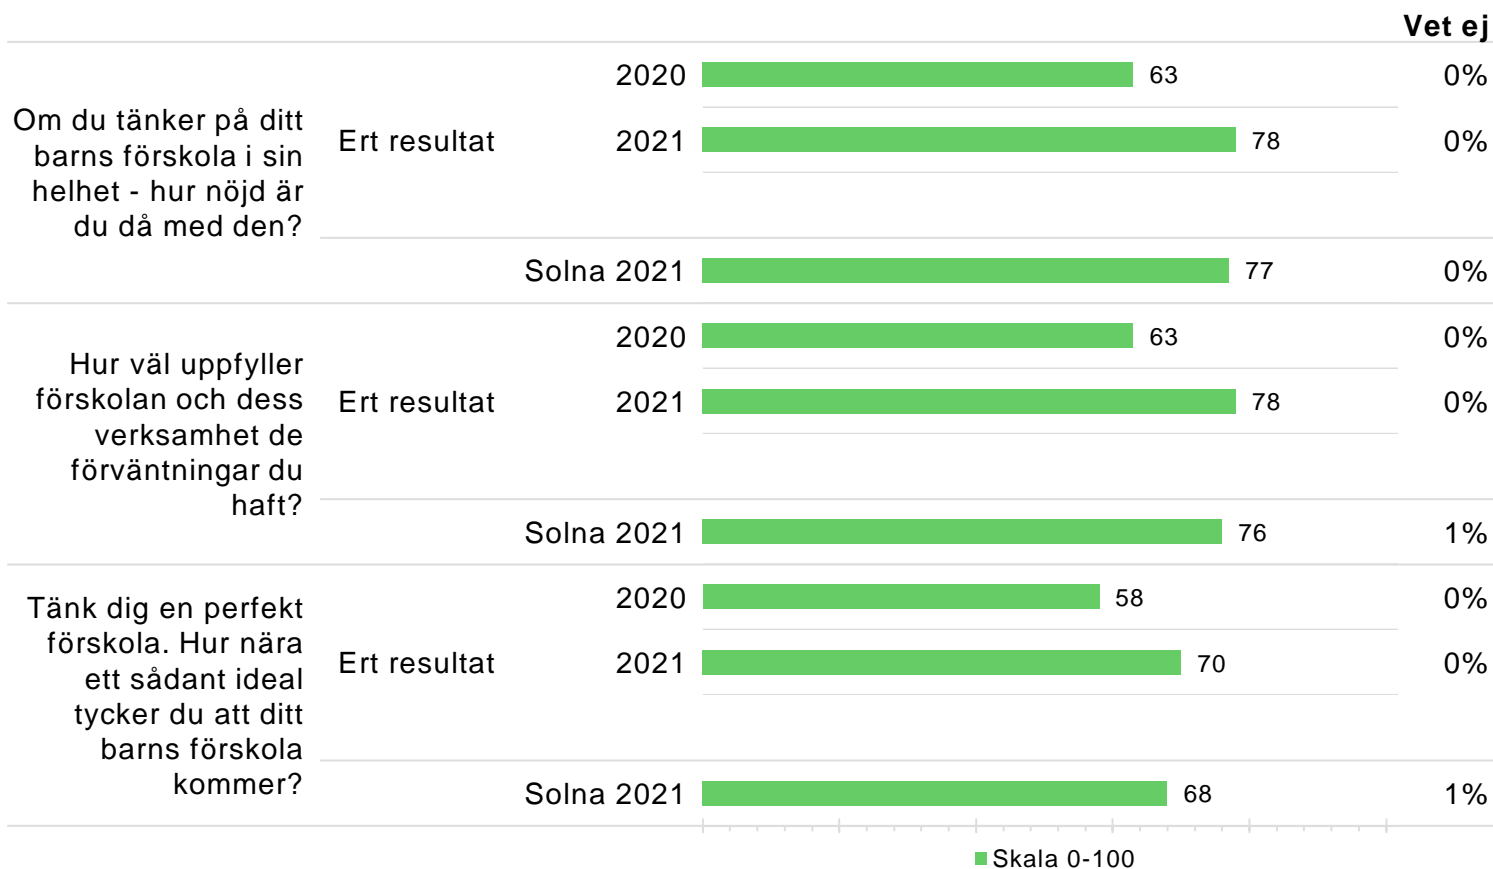 Vet ej
Om du tänker på ditt
barns förskola i sin
helhet - hur nöjd är
du då med den?
Ert resultat
2020 63 0%
2021 78 0%
Solna 2021 77 0%
Hur väl uppfyller
förskolan och dess
verksamhet de
förväntningar du
haft?
Ert resultat
2020 63 0%
2021 78 0%
Solna 2021 76 1%
Tänk dig en perfekt
förskola. Hur nära
ett sådant ideal
tycker du att ditt
barns förskola
kommer?
Ert resultat
2020 58 0%
2021 70 0%
Solna 2021 68 1%
Skala 0-100